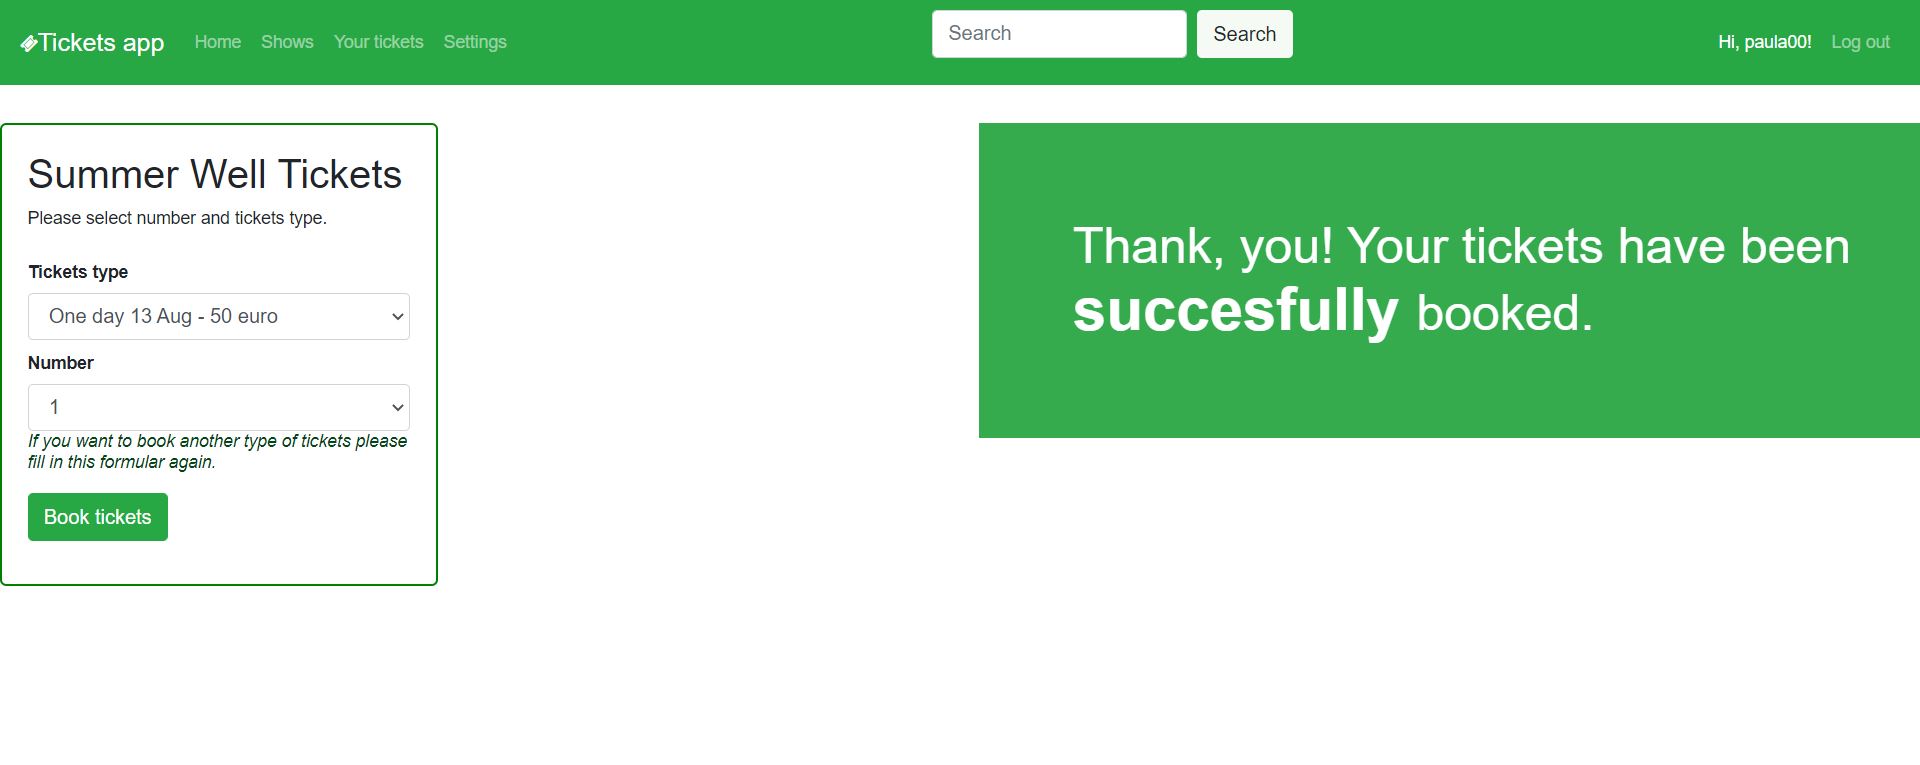 Tickets app Home Shows Your tickets Settings Search Search Hi, paula00! Log out
Summer Well Tickets
Please select number and tickets type.
Tickets type
One day 13 Aug - 50 euro
Number
1
If you want to book another type of tickets please
fill in this formular again.
Book tickets
Thank, you! Your tickets have been
succesfully booked.